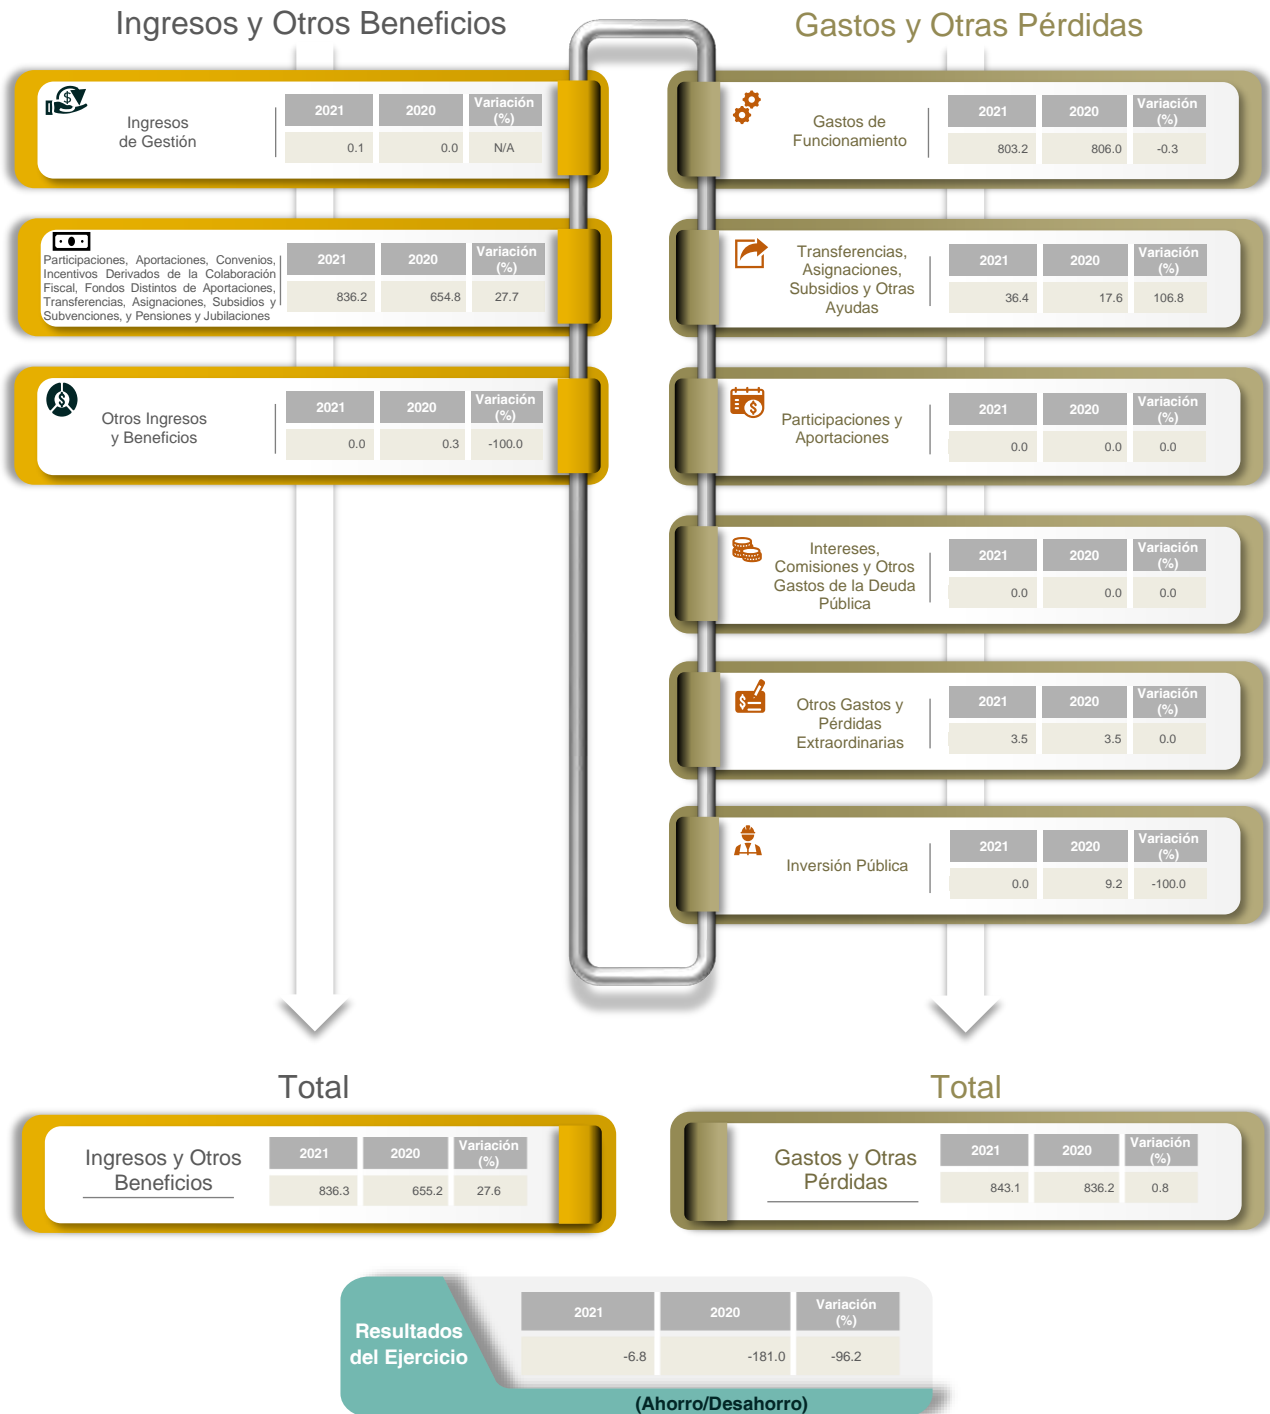 Ingresos y Otros Beneficios
2021 2020 Variación (%)
Ingresos
de Gestión
0.1 0.0 N/A
Participaciones, Aportaciones, Convenios,
Incentivos Derivados de la Colaboración
Fiscal, Fondos Distintos de Aportaciones,
Transferencias, Asignaciones, Subsidios y
Subvenciones, y Pensiones y Jubilaciones
2021 2020 Variación (%)
836.2 654.8 27.7
Otros Ingresos
y Beneficios
2021 2020 Variación (%)
0.0 0.3 -100.0
Gastos y Otras Pérdidas
Gastos de
Funcionamiento
2021 2020 Variación (%)
803.2 806.0 -0.3
Transferencias,
Asignaciones,
Subsidios y Otras
Ayudas
2021 2020 Variación (%)
36.4 17.6 106.8
Participaciones y
Aportaciones
2021 2020 Variación (%)
0.0 0.0 0.0
Intereses,
Comisiones y Otros
Gastos de la Deuda
Pública
2021 2020 Variación (%)
0.0 0.0 0.0
Otros Gastos y
Pérdidas
Extraordinarias
2021 2020 Variación (%)
3.5 3.5 0.0
Inversión Pública
2021 2020 Variación (%)
0.0 9.2 -100.0
Total
Ingresos y Otros
Beneficios
2021 2020 Variación (%)
836.3 655.2 27.6
Total
Gastos y Otras
Pérdidas
2021 2020 Variación (%)
843.1 836.2 0.8
Resultados
del Ejercicio
2021 2020 Variación (%)
-6.8 -181.0 -96.2
(Ahorro/Desahorro)